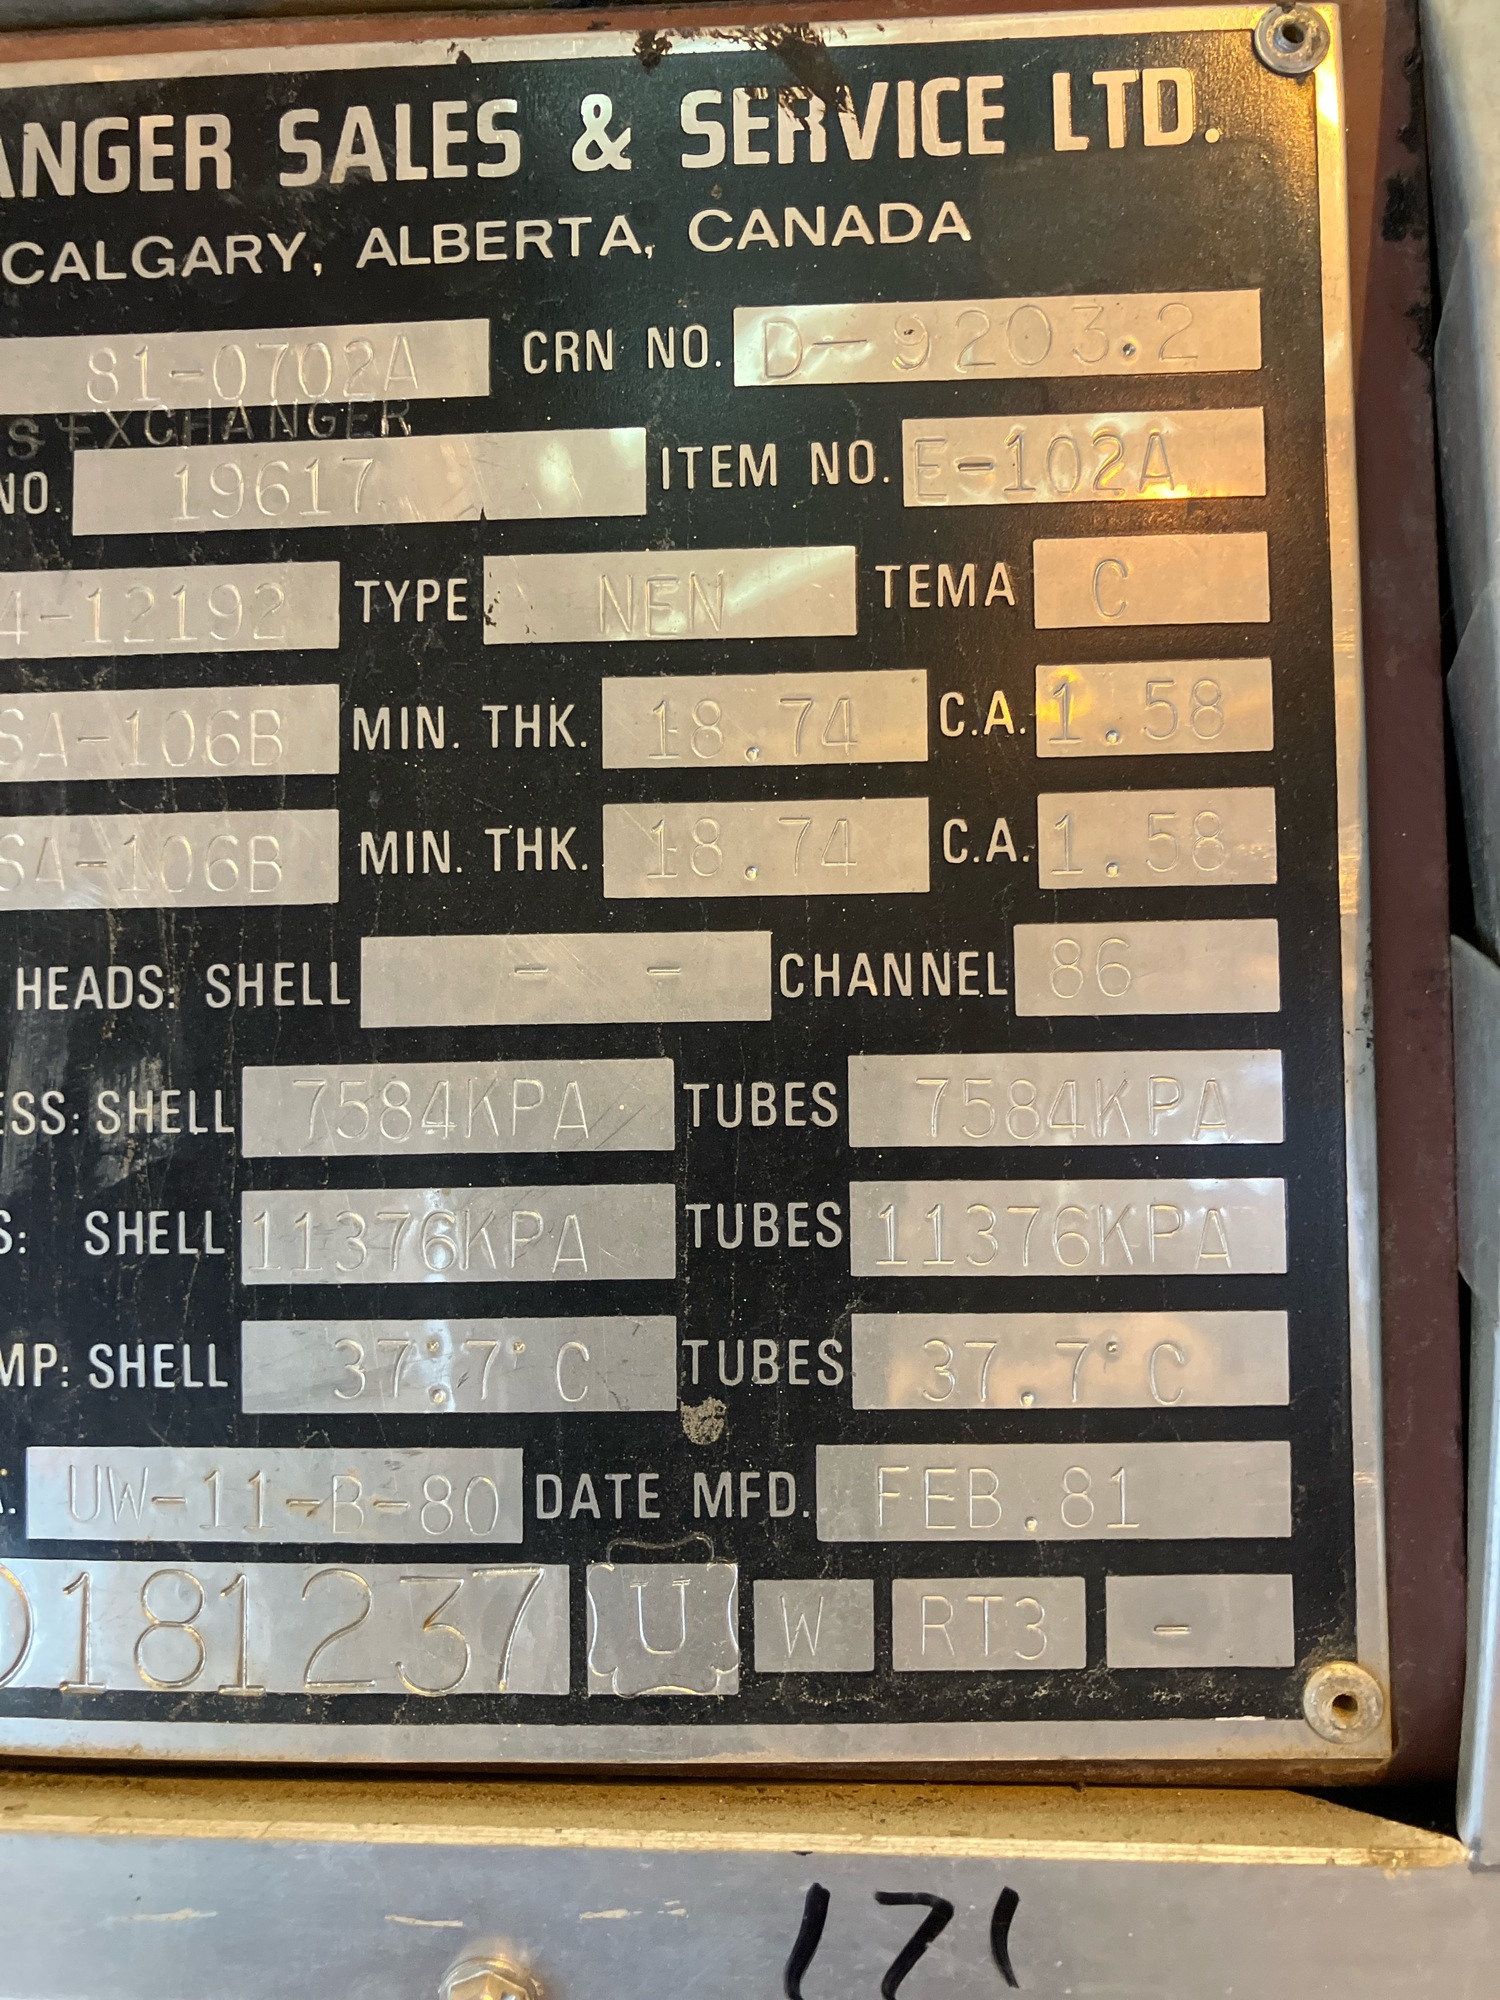 ANGER SALES & SERVICE LTD.
CALGARY, ALBERTA, CANADA
81-0702A CRN NO. D-9203.2
S EXCHANGER
NO. 19617 ITEM NO. E-102A
4-12192 TYPE NEN TEMA C
SA-106B MIN. THK. 18.74 C.A. 1.58
SA-106B MIN. THK. 18.74 C.A. 1.58
HEADS: SHELL - - CHANNEL 86
ESS: SHELL 7584KPA TUBES 7584KPA
S: SHELL 11376KPA TUBES 11376KPA
MP: SHELL 37.7°C TUBES 37.7°C
A. UW-11-B-80 DATE MFD. FEB.81
181237 U W RT3 -
171